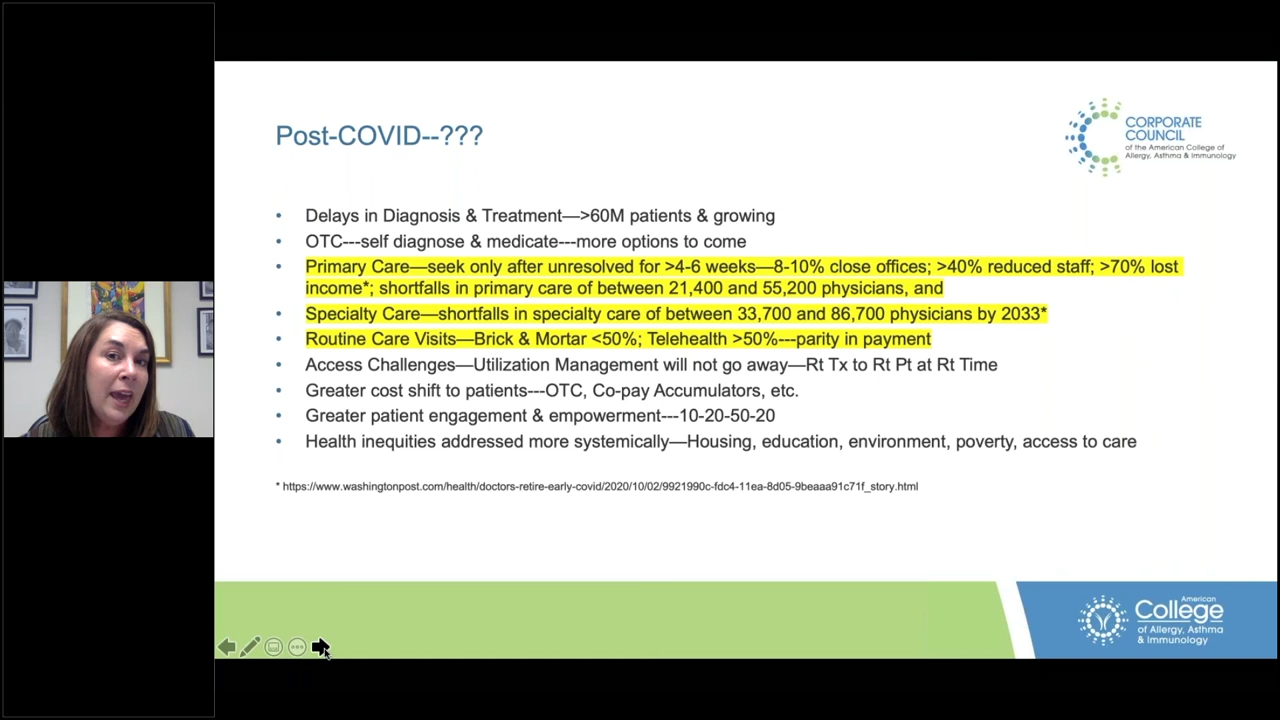 Post-COVID--???
CORPORATE
COUNCIL
of the American College of
Allergy, Asthma & Immunology
• Delays in Diagnosis & Treatment—>60M patients & growing
• OTC---self diagnose & medicate---more options to come
• Primary Care—seek only after unresolved for >4-6 weeks—8-10% close offices; >40% reduced staff; >70% lost
income*; shortfalls in primary care of between 21,400 and 55,200 physicians, and
• Specialty Care—shortfalls in specialty care of between 33,700 and 86,700 physicians by 2033*
• Routine Care Visits—Brick & Mortar <50%; Telehealth >50%---parity in payment
• Access Challenges—Utilization Management will not go away—Rt Tx to Rt Pt at Rt Time
• Greater cost shift to patients---OTC, Co-pay Accumulators, etc.
• Greater patient engagement & empowerment---10-20-50-20
• Health inequities addressed more systemically—Housing, education, environment, poverty, access to care
* https://www.washingtonpost.com/health/doctors-retire-early-covid/2020/10/02/9921990c-fdc4-11ea-8d05-9beaaa91c71f_story.html
American
College
of Allergy, Asthma
& Immunology